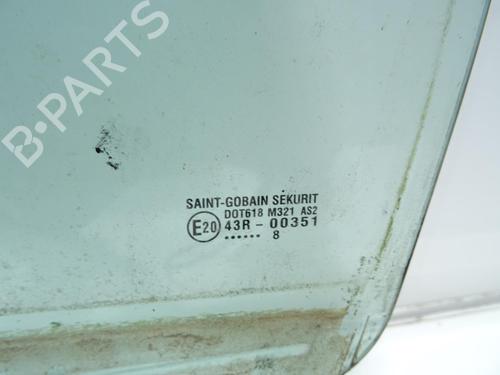 B-PARTS
SAINT-GOBAIN SEKURIT
DOT618 M321 AS2
E20 43R - 00351
...... 8